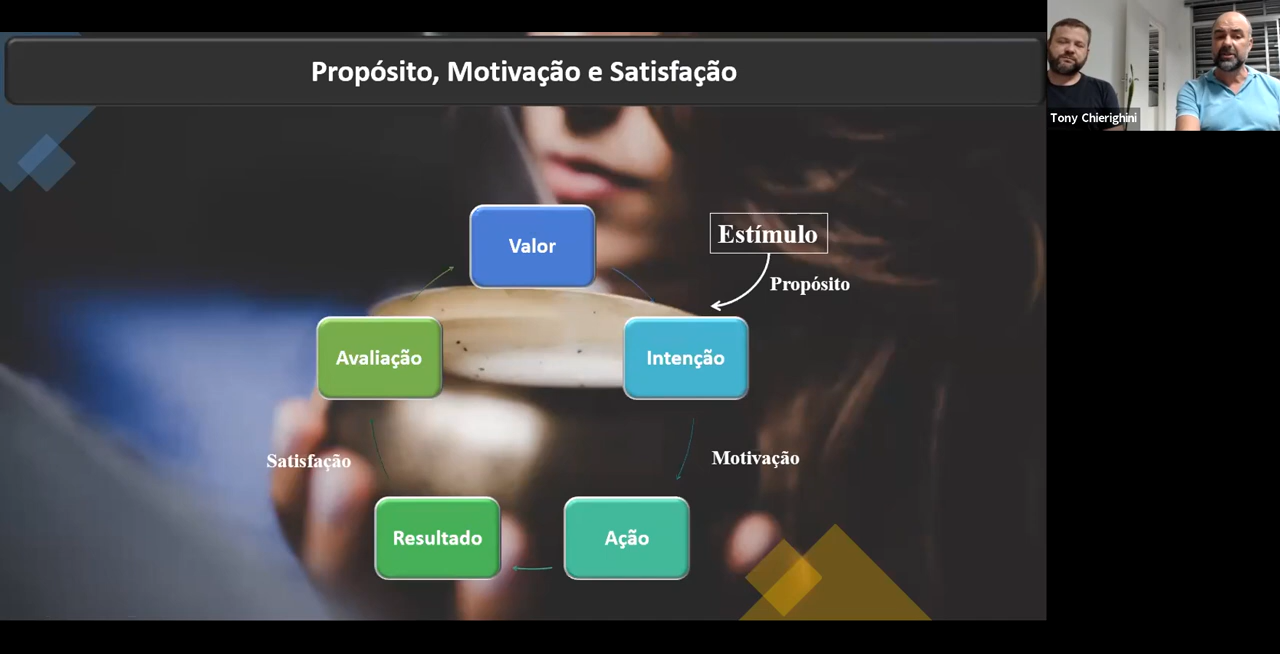 Propósito, Motivação e Satisfação
Tony Chierighini
Valor
Estímulo
Propósito
Avaliação
Intenção
Satisfação
Motivação
Resultado
Ação